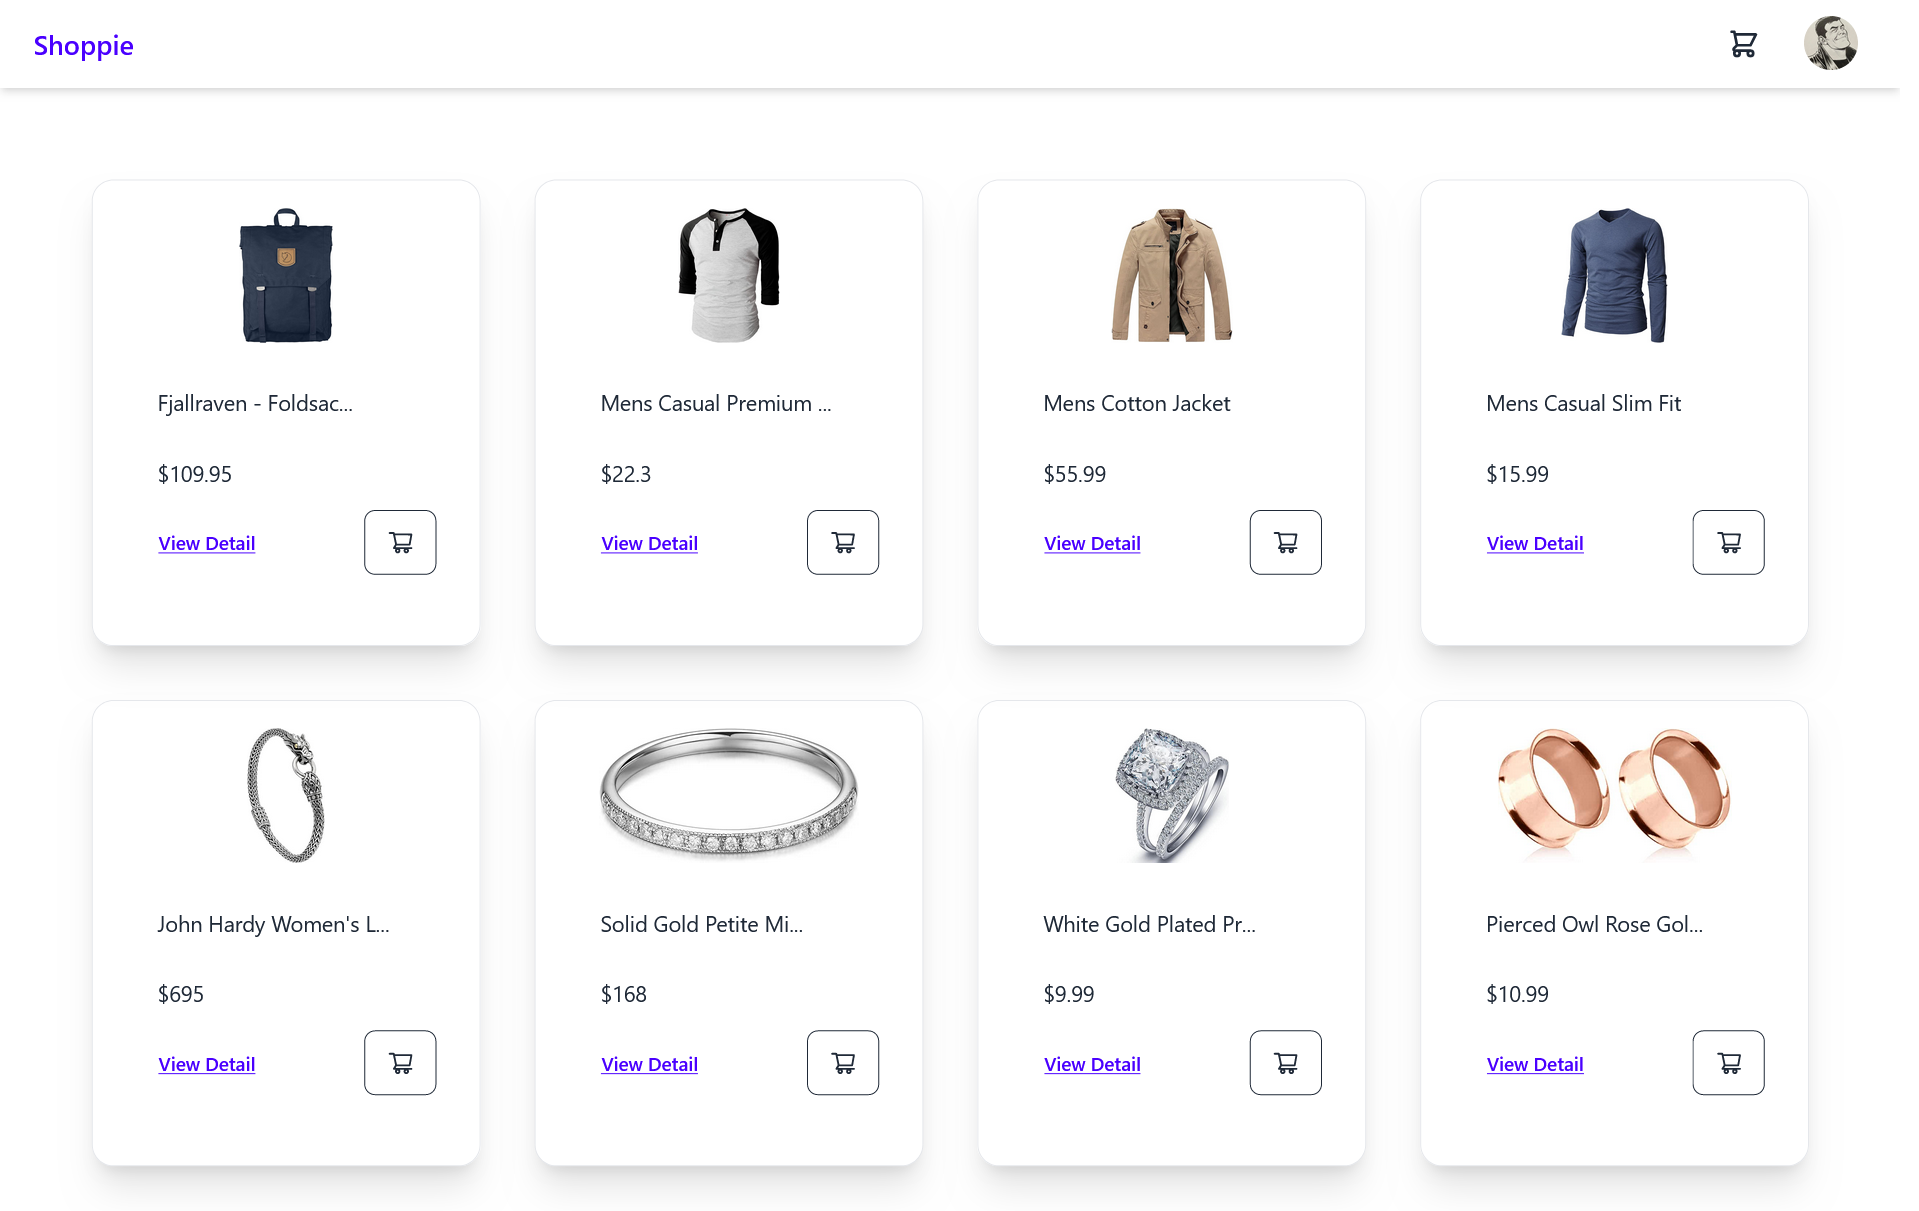 Shoppie
Fjallraven - Foldsac...
$109.95
View Detail
Mens Casual Premium ...
$22.3
View Detail
Mens Cotton Jacket
$55.99
View Detail
Mens Casual Slim Fit
$15.99
View Detail
John Hardy Women's L...
$695
View Detail
Solid Gold Petite Mi...
$168
View Detail
White Gold Plated Pr...
$9.99
View Detail
Pierced Owl Rose Gol...
$10.99
View Detail